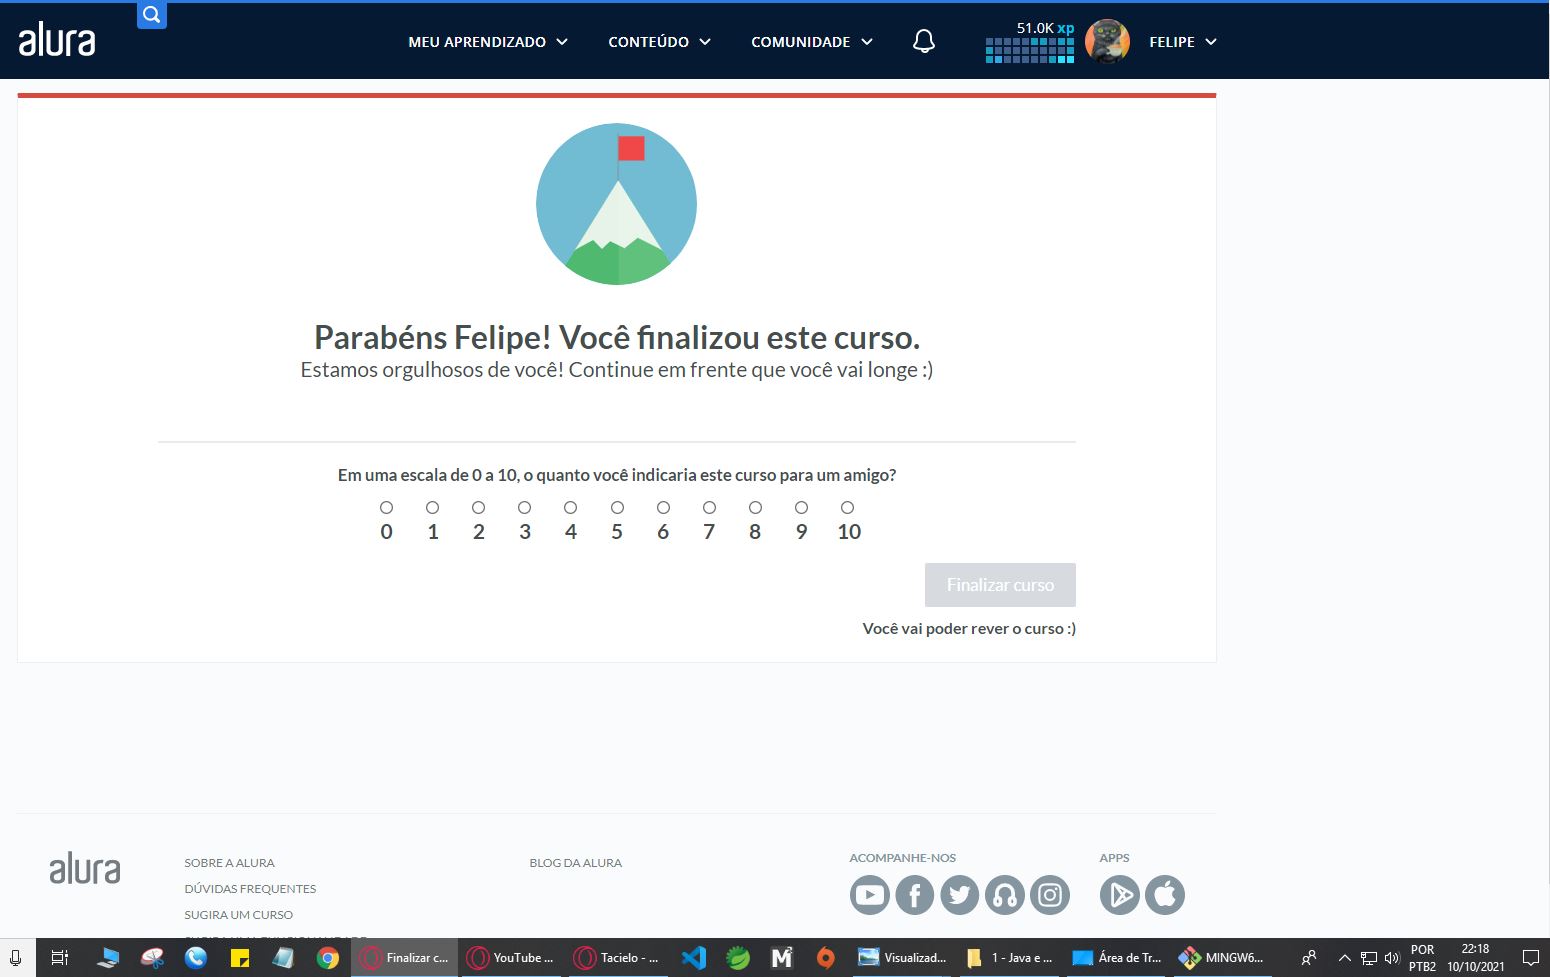 alura
MEU APRENDIZADO
CONTEÚDO
COMUNIDADE
51.0K xp
FELIPE
Parabéns Felipe! Você finalizou este curso.
Estamos orgulhosos de você! Continue em frente que você vai longe :)
Em uma escala de 0 a 10, o quanto você indicaria este curso para um amigo?
0 1 2 3 4 5 6 7 8 9 10
Finalizar curso
Você vai poder rever o curso :)
alura
SOBRE A ALURA
DÚVIDAS FREQUENTES
SUGIRA UM CURSO
BLOG DA ALURA
ACOMPANHE-NOS
APPS
Finalizar c...
YouTube ...
Tacielo - ...
Visualizad...
1 - Java e ...
Área de Tr...
MINGW6...
POR
PTB2
22:18
10/10/2021